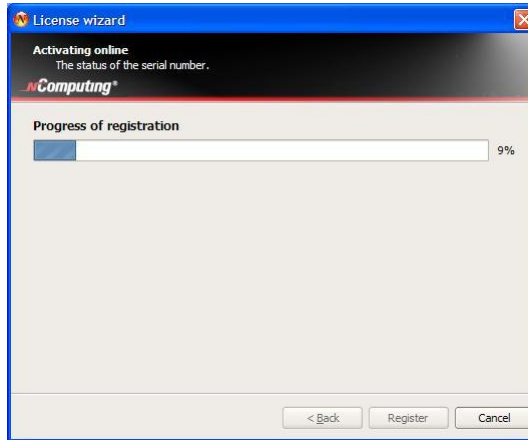 License wizard
Activating online
The status of the serial number.
NComputing®
Progress of registration
9%
< Back
Register
Cancel